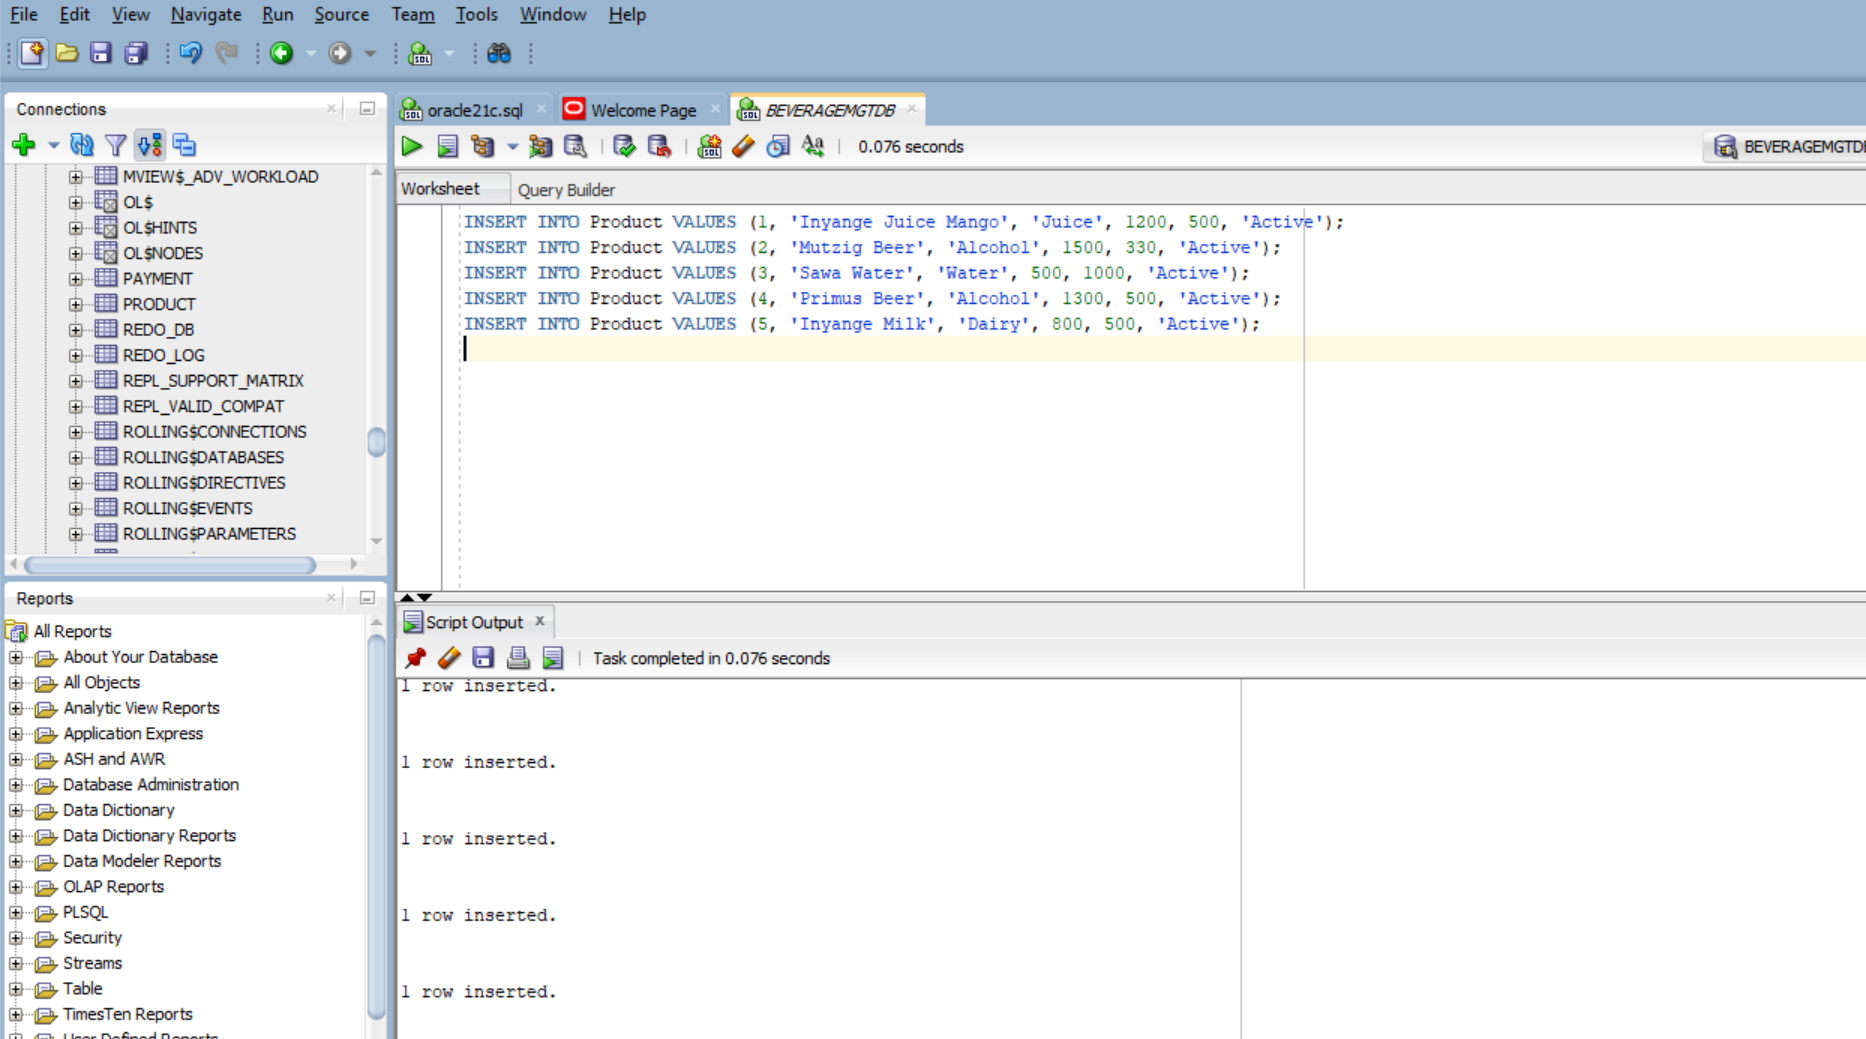 File Edit View Navigate Run Source Team Tools Window Help
Connections
MVIEW$_ADV_WORKLOAD
OL$
OL$HINTS
OL$NODES
PAYMENT
PRODUCT
REDO_DB
REDO_LOG
REPL_SUPPORT_MATRIX
REPL_VALID_COMPAT
ROLLING$CONNECTIONS
ROLLING$DATABASES
ROLLING$DIRECTIVES
ROLLING$EVENTS
ROLLING$PARAMETERS
Reports
All Reports
About Your Database
All Objects
Analytic View Reports
Application Express
ASH and AWR
Database Administration
Data Dictionary
Data Dictionary Reports
Data Modeler Reports
OLAP Reports
PLSQL
Security
Streams
Table
TimesTen Reports
User Defined Reports
oracle21c.sql Welcome Page BEVERAGEMGTDB
0.076 seconds BEVERAGEMGTDB
Worksheet Query Builder
INSERT INTO Product VALUES (1, 'Inyange Juice Mango', 'Juice', 1200, 500, 'Active');
INSERT INTO Product VALUES (2, 'Mutzig Beer', 'Alcohol', 1500, 330, 'Active');
INSERT INTO Product VALUES (3, 'Sawa Water', 'Water', 500, 1000, 'Active');
INSERT INTO Product VALUES (4, 'Primus Beer', 'Alcohol', 1300, 500, 'Active');
INSERT INTO Product VALUES (5, 'Inyange Milk', 'Dairy', 800, 500, 'Active');
Script Output
Task completed in 0.076 seconds
1 row inserted.
1 row inserted.
1 row inserted.
1 row inserted.
1 row inserted.